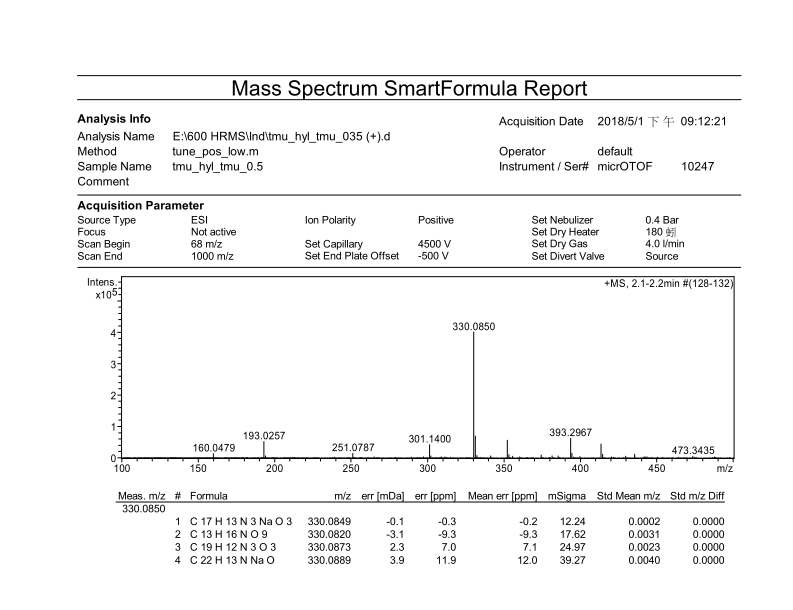 Mass Spectrum SmartFormula Report
Analysis Info
Acquisition Date 2018/5/1 下午 09:12:21
Analysis Name E:\600 HRMS\Ind\tmu_hyl_tmu_035 (+).d
Method tune_pos_low.m Operator default
Sample Name tmu_hyl_tmu_0.5 Instrument / Ser# micrOTOF 10247
Comment
Acquisition Parameter
Source Type ESI Ion Polarity Positive Set Nebulizer 0.4 Bar
Focus Not active Set Dry Heater 180 蚓
Scan Begin 68 m/z Set Capillary 4500 V Set Dry Gas 4.0 l/min
Scan End 1000 m/z Set End Plate Offset -500 V Set Divert Valve Source
Intens. +MS, 2.1-2.2min #(128-132)
x10⁵
330.0850
4
3
2
1
193.0257 393.2967
160.0479 251.0787 301.1400 473.3435
0
100 150 200 250 300 350 400 450 m/z
Meas. m/z # Formula m/z err [mDa] err [ppm] Mean err [ppm] mSigma Std Mean m/z Std m/z Diff
330.0850
1 C 17 H 13 N 3 Na O 3 330.0849 -0.1 -0.3 -0.2 12.24 0.0002 0.0000
2 C 13 H 16 N O 9 330.0820 -3.1 -9.3 -9.3 17.62 0.0031 0.0000
3 C 19 H 12 N 3 O 3 330.0873 2.3 7.0 7.1 24.97 0.0023 0.0000
4 C 22 H 13 N Na O 330.0889 3.9 11.9 12.0 39.27 0.0040 0.0000